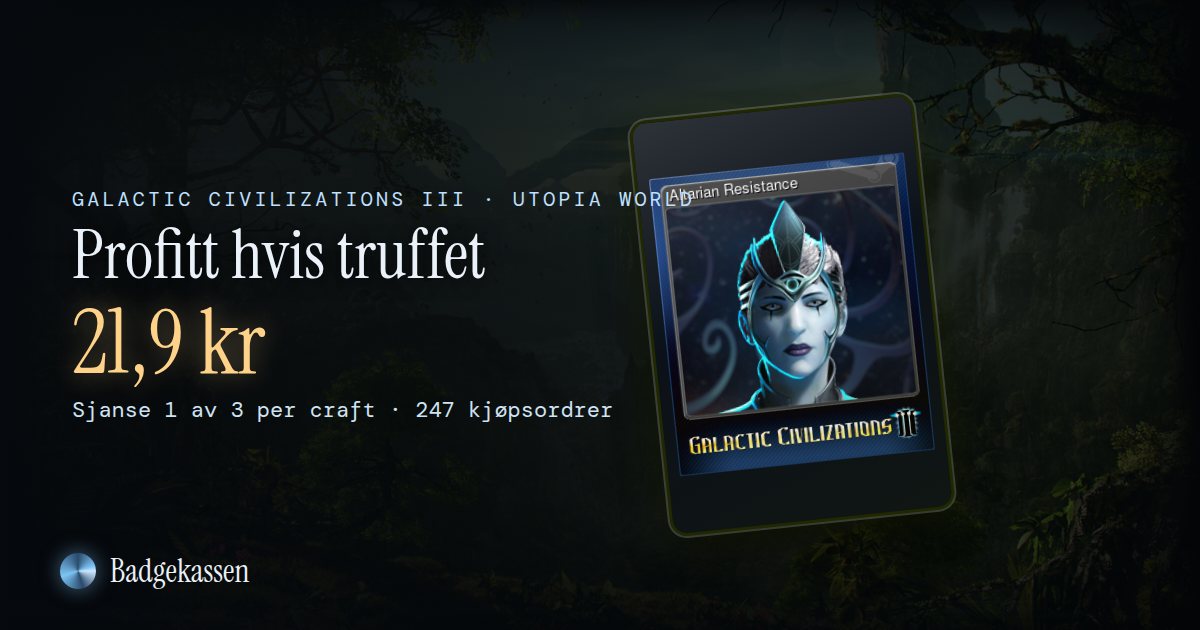 GALACTIC CIVILIZATIONS III · UTOPIA WORLD
Profitt hvis truffet
21,9 kr
Sjanse 1 av 3 per craft · 247 kjøpsordrer
Altarian Resistance
GALACTIC CIVILIZATIONS III
Badgekassen